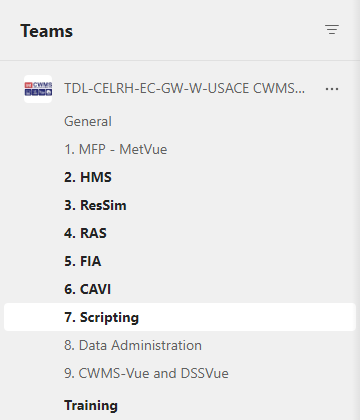 Teams
CWMS
TDL-CELRH-EC-GW-W-USACE CWMS...
General
1. MFP - MetVue
2. HMS
3. ResSim
4. RAS
5. FIA
6. CAVI
7. Scripting
8. Data Administration
9. CWMS-Vue and DSSVue
Training